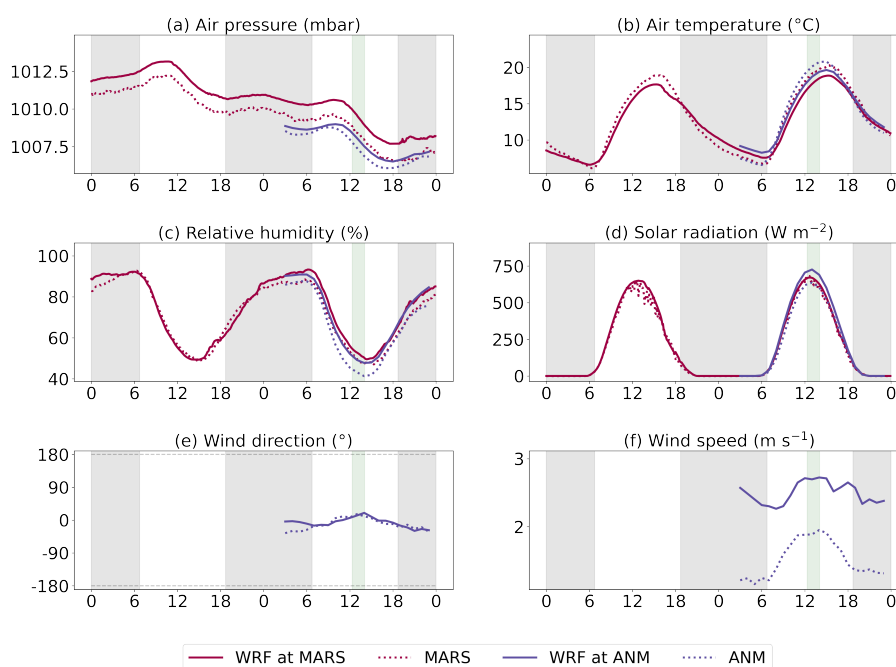 (a) Air pressure (mbar)
(b) Air temperature (°C)
1012.5
1010.0
1007.5
20
15
10
0 6 12 18 0 6 12 18 0
0 6 12 18 0 6 12 18 0
(c) Relative humidity (%)
(d) Solar radiation (W m⁻²)
100
80
60
40
750
500
250
0
0 6 12 18 0 6 12 18 0
0 6 12 18 0 6 12 18 0
(e) Wind direction (°)
(f) Wind speed (m s⁻¹)
180
90
0
-90
-180
3
2
0 6 12 18 0 6 12 18 0
0 6 12 18 0 6 12 18 0
WRF at MARS MARS WRF at ANM ANM